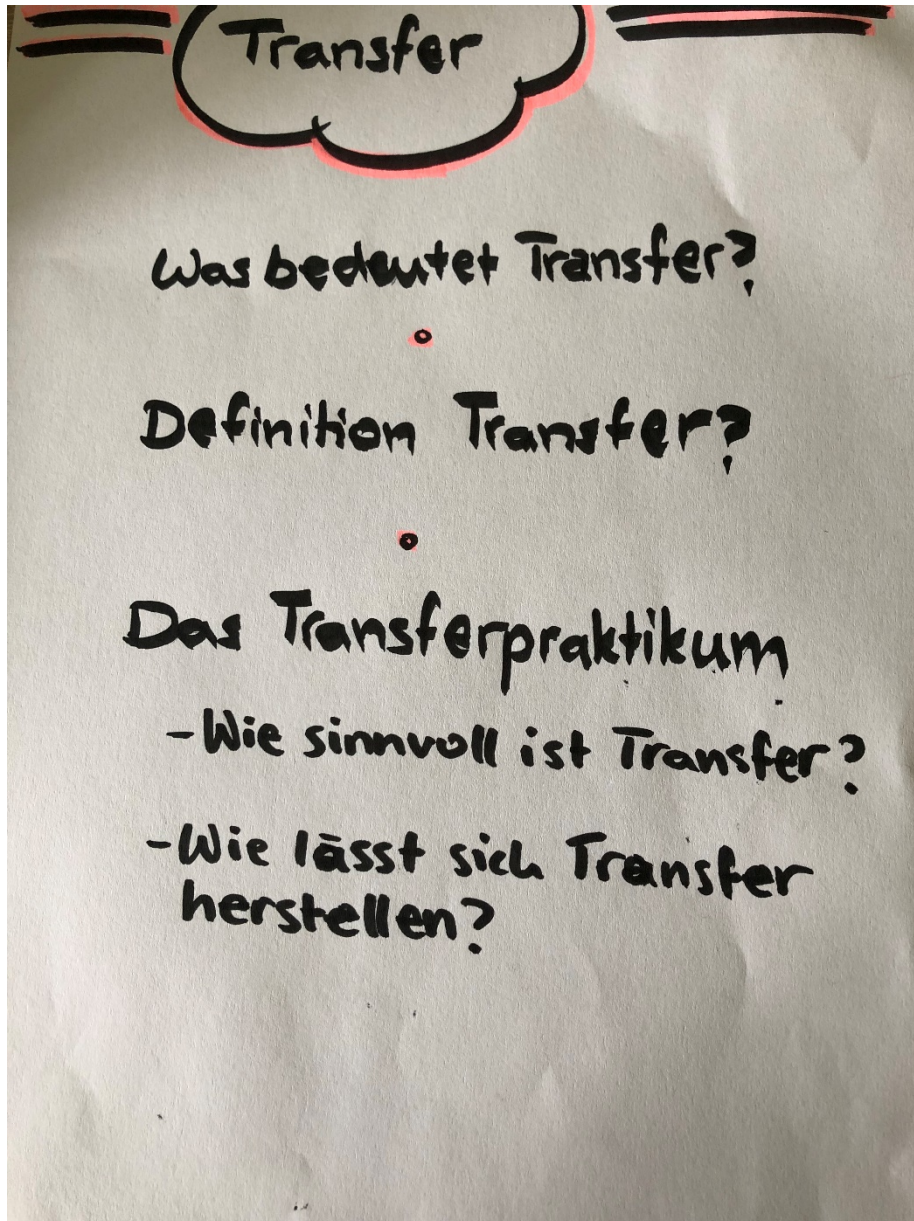 Transfer
Was bedeutet Transfer?
Definition Transfer?
Das Transferpraktikum
-Wie sinnvoll ist Transfer?
-Wie lässt sich Transfer
herstellen?